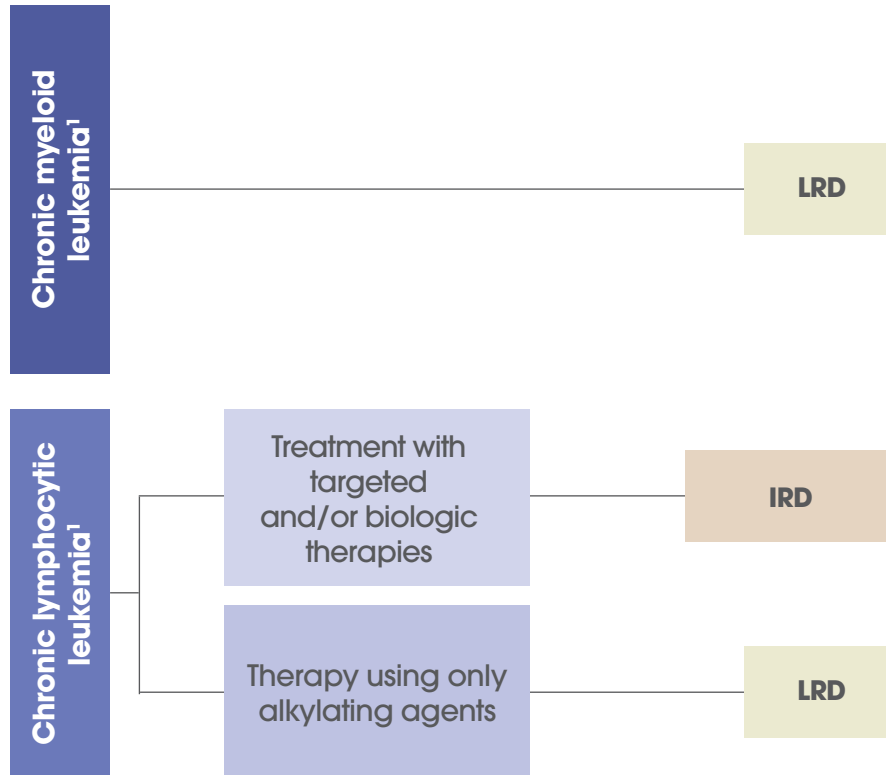 Chronic myeloid
leukemia¹
LRD
Chronic lymphocytic
leukemia¹
Treatment with
targeted
and/or biologic
therapies
IRD
Therapy using only
alkylating agents
LRD